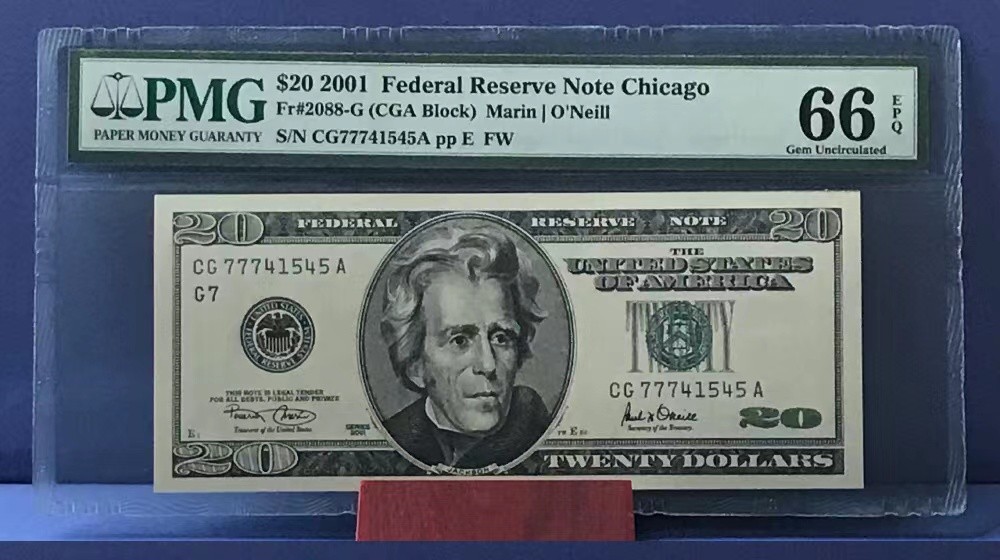 PMG
PAPER MONEY GUARANTY
$20 2001 Federal Reserve Note Chicago
Fr#2088-G (CGA Block) Marin | O'Neill
S/N CG77741545A pp E FW
66
EPQ
Gem Uncirculated
20 FEDERAL RESERVE NOTE 20
THE
UNITED STATES
OF AMERICA
CG 77741545 A
G7
CG 77741545 A
THIS NOTE IS LEGAL TENDER
FOR ALL DEBTS, PUBLIC AND PRIVATE
Treasurer of the United States
SERIES
2001
Secretary of the Treasury.
20
20
JACKSON
TWENTY DOLLARS